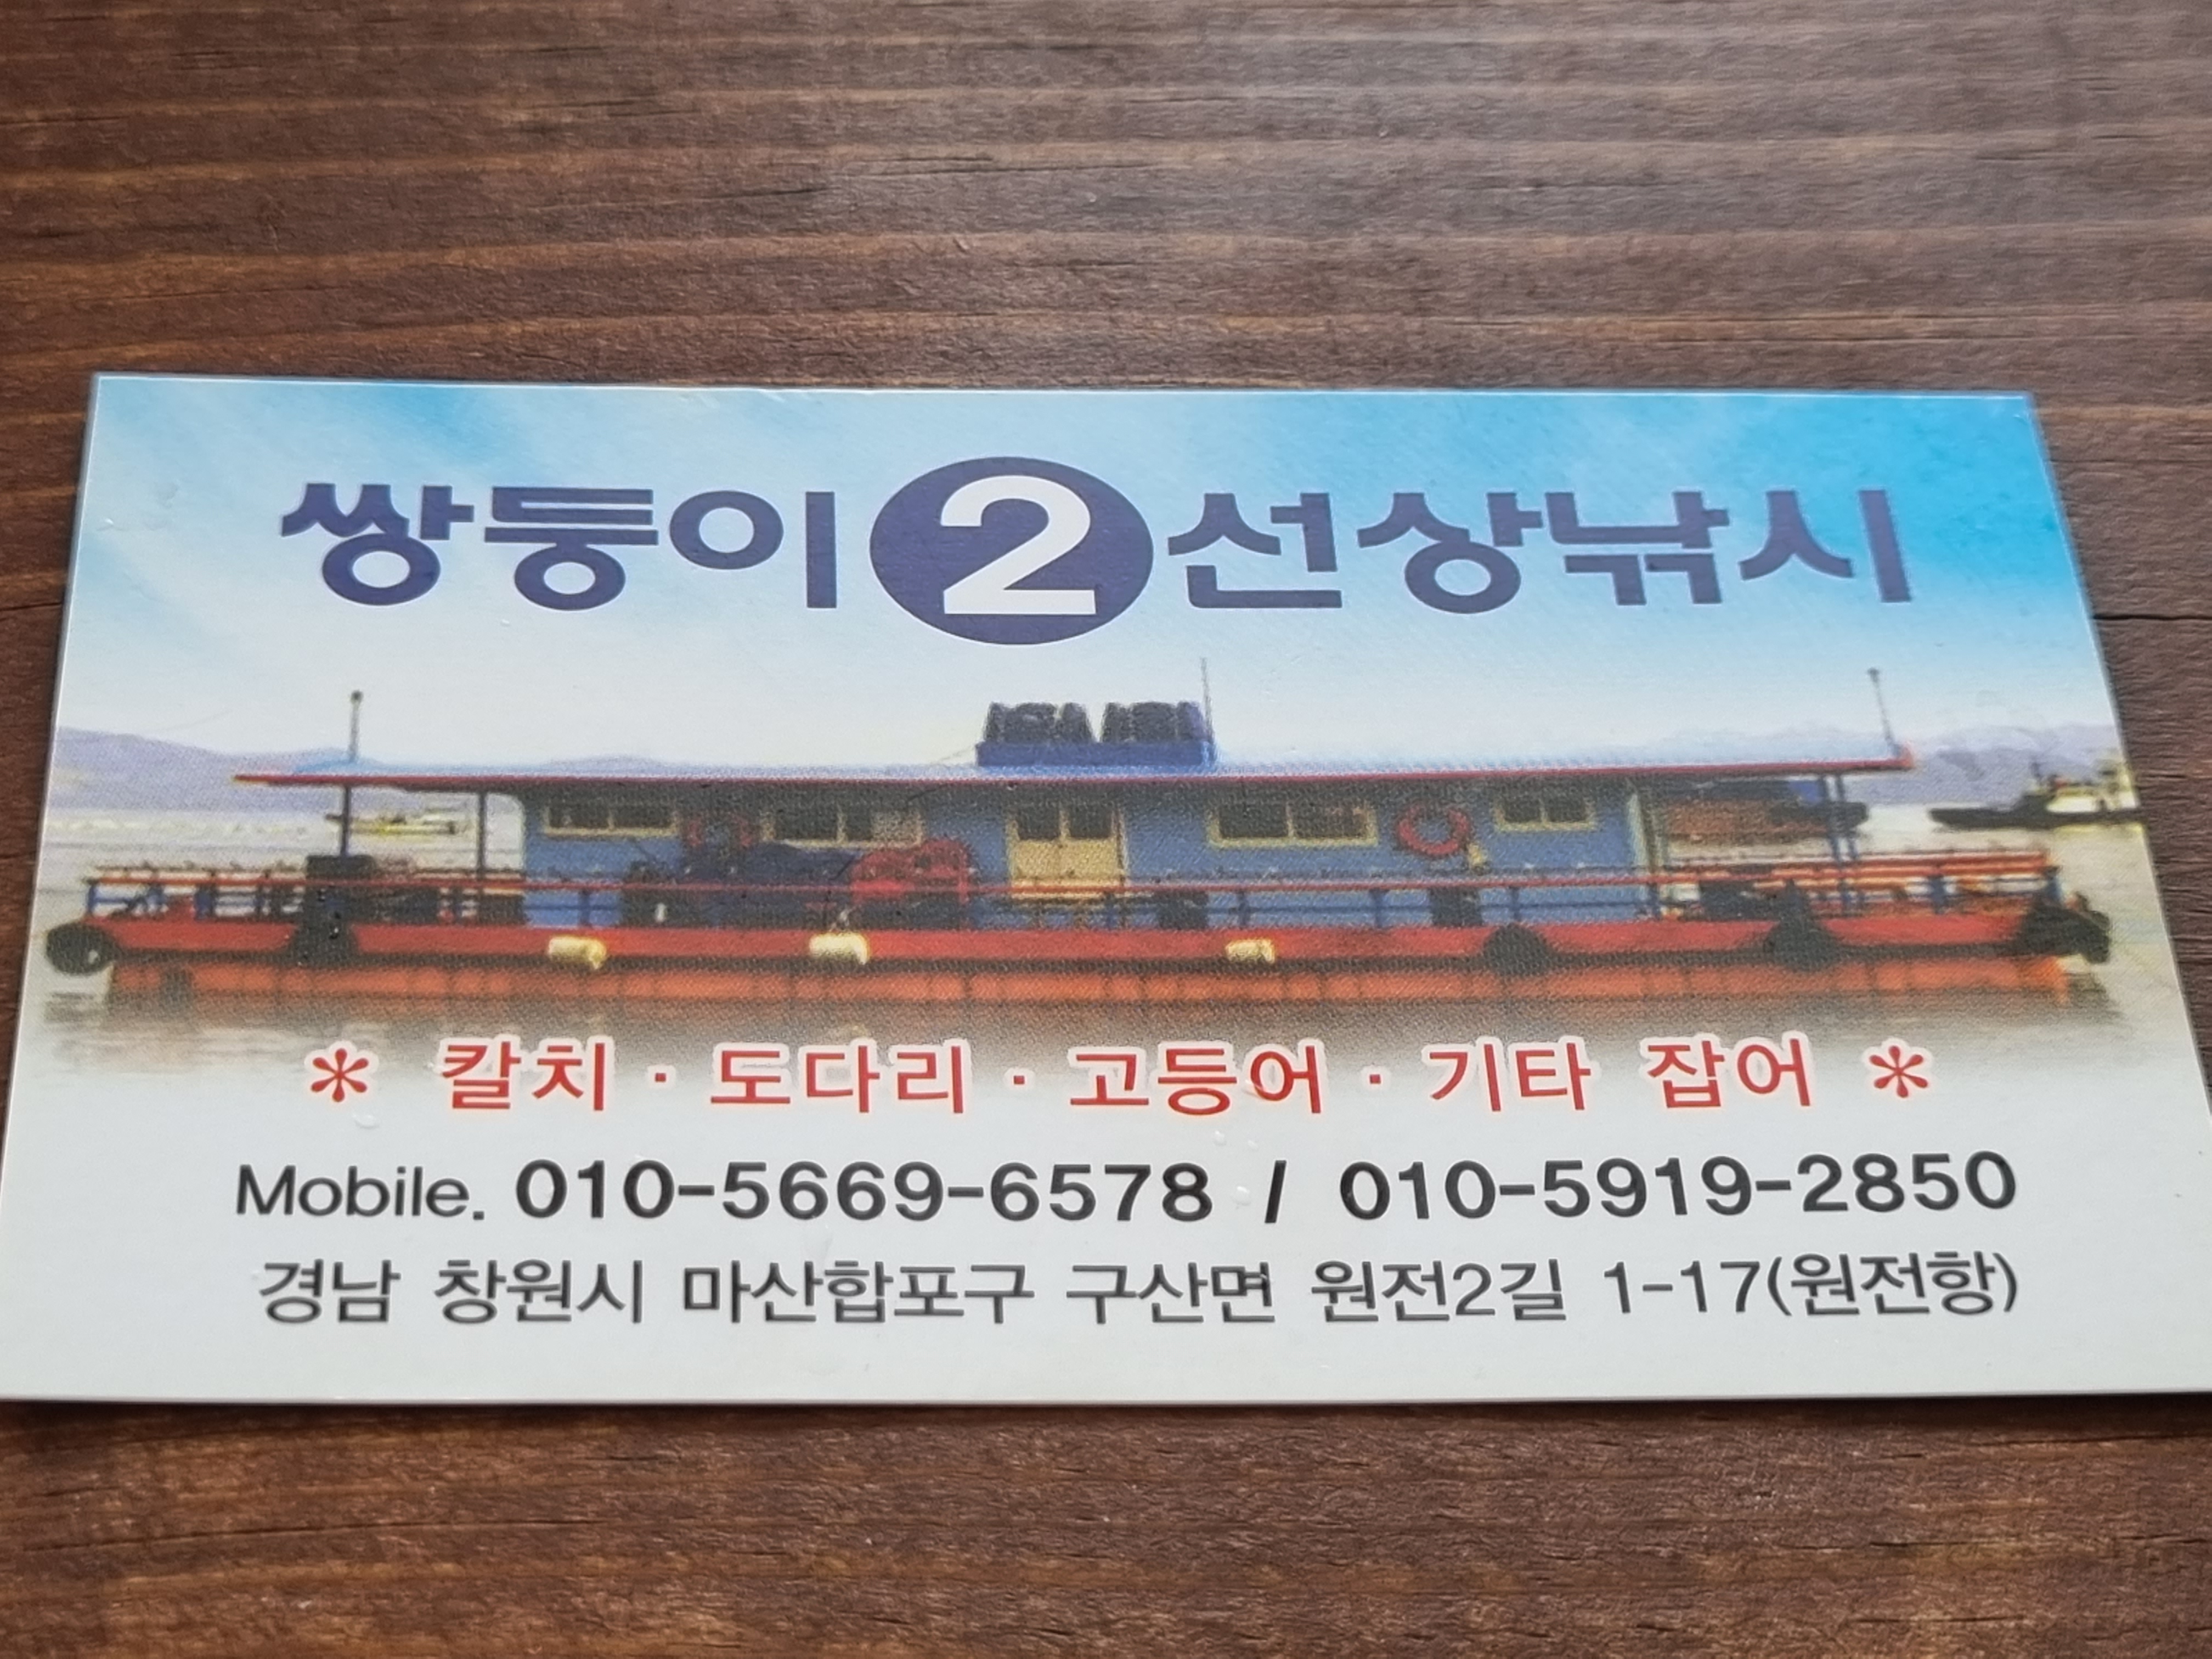 쌍둥이 2 선상낚시
* 칼치 · 도다리 · 고등어 · 기타 잡어 *
Mobile. 010-5669-6578 / 010-5919-2850
경남 창원시 마산합포구 구산면 원전2길 1-17(원전항)